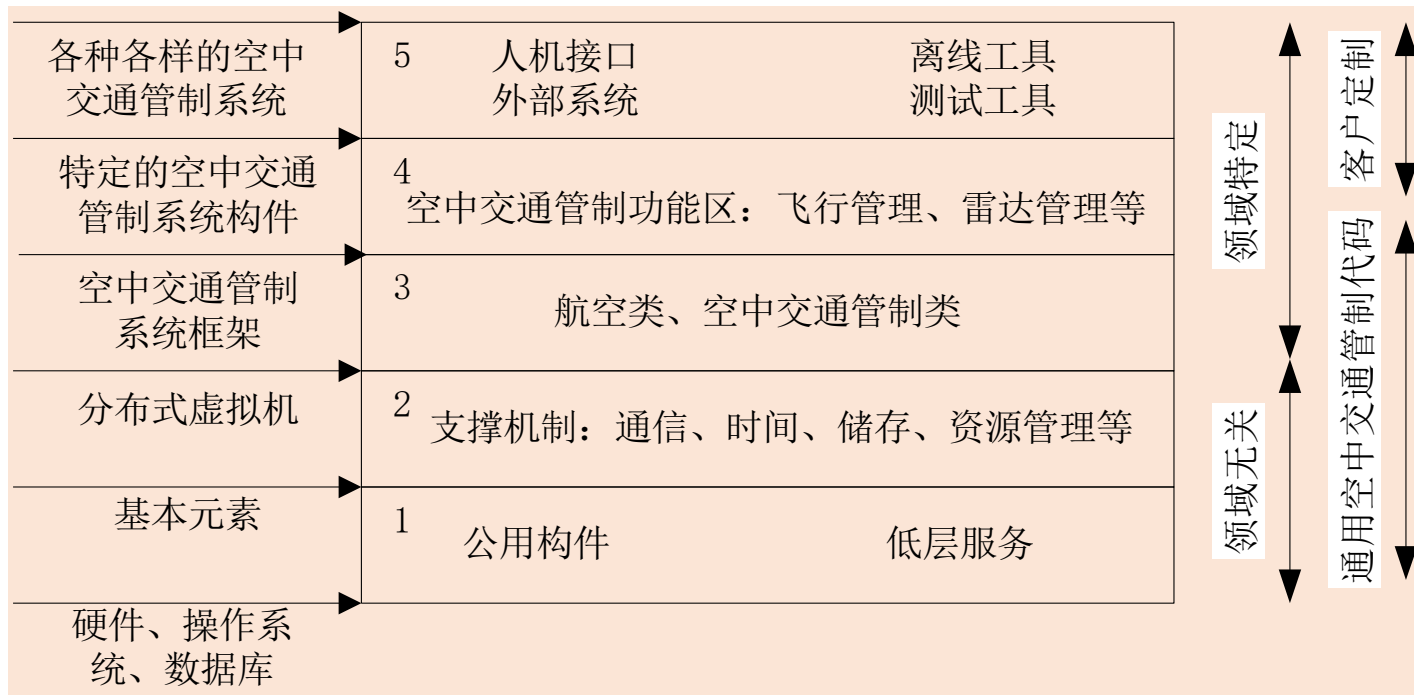 各种各样的空中
交通管制系统
5
人机接口
离线工具
外部系统
测试工具
特定的空中交通
管制系统构件
4
空中交通管制功能区：飞行管理、雷达管理等
空中交通管制
系统框架
3
航空类、空中交通管制类
分布式虚拟机
2
支撑机制：通信、时间、储存、资源管理等
基本元素
1
公用构件
低层服务
硬件、操作系
统、数据库
领域特定
领域无关
客户定制
通用空中交通管制代码